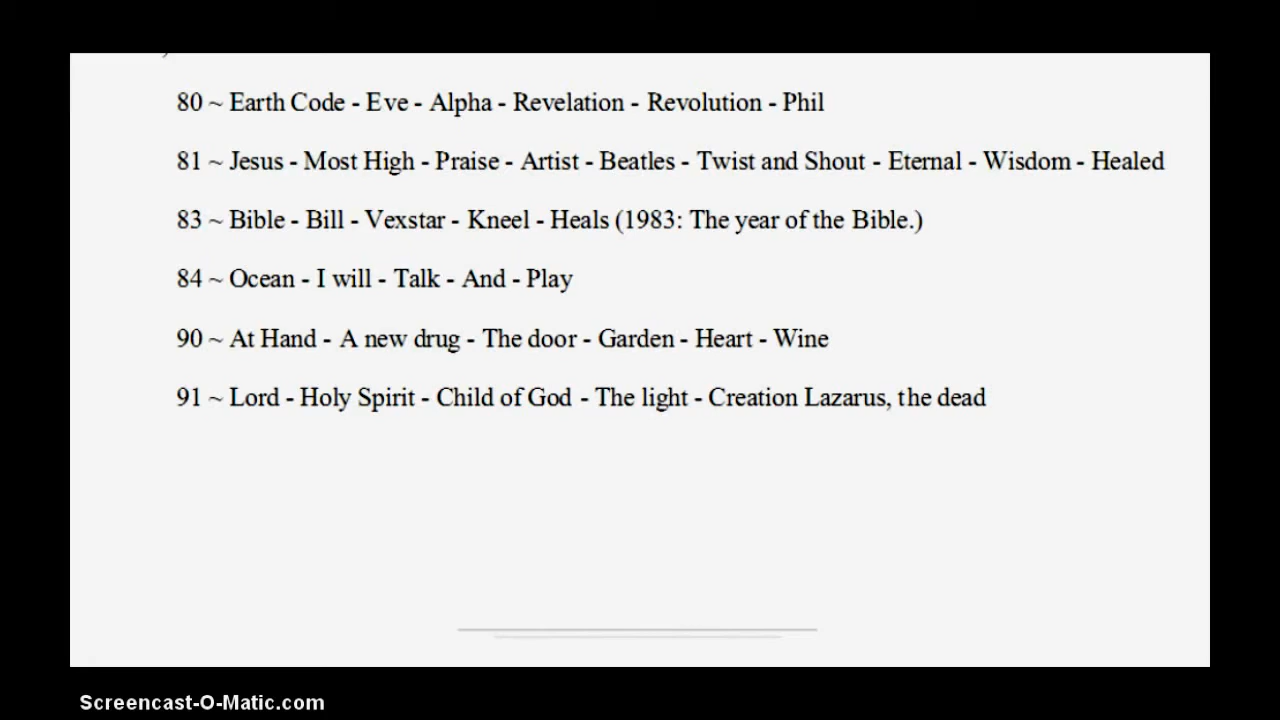 80 ~ Earth Code - Eve - Alpha - Revelation - Revolution - Phil
81 ~ Jesus - Most High - Praise - Artist - Beatles - Twist and Shout - Eternal - Wisdom - Healed
83 ~ Bible - Bill - Vexstar - Kneel - Heals (1983: The year of the Bible.)
84 ~ Ocean - I will - Talk - And - Play
90 ~ At Hand - A new drug - The door - Garden - Heart - Wine
91 ~ Lord - Holy Spirit - Child of God - The light - Creation Lazarus, the dead
Screencast-O-Matic.com